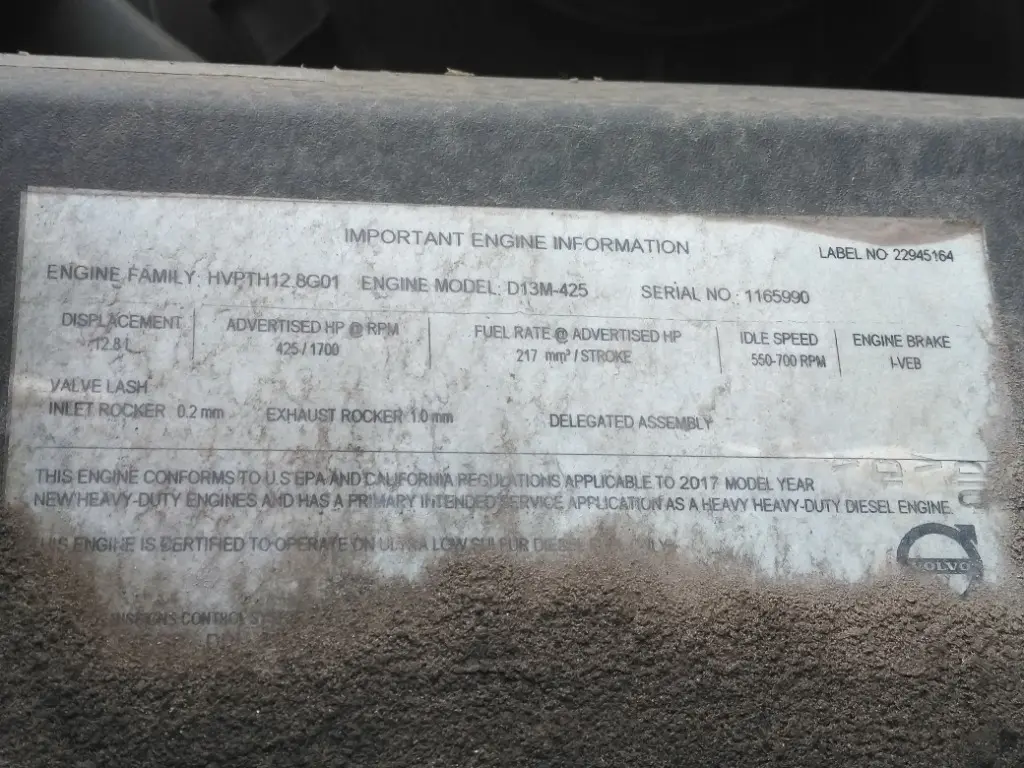 IMPORTANT ENGINE INFORMATION
LABEL NO 22945164
ENGINE FAMILY: HVPTH12.8G01 ENGINE MODEL: D13M-425 SERIAL NO.: 1165990
DISPLACEMENT ADVERTISED HP @ RPM FUEL RATE @ ADVERTISED HP IDLE SPEED ENGINE BRAKE
12.8 L 425 / 1700 217 mm³ / STROKE 550-700 RPM I-VEB
VALVE LASH
INLET ROCKER 0.2 mm EXHAUST ROCKER 1.0 mm DELEGATED ASSEMBLY
THIS ENGINE CONFORMS TO U.S EPA AND CALIFORNIA REGULATIONS APPLICABLE TO 2017 MODEL YEAR
NEW HEAVY-DUTY ENGINES AND HAS A PRIMARY INTENDED SERVICE APPLICATION AS A HEAVY HEAVY-DUTY DIESEL ENGINE.
THIS ENGINE IS CERTIFIED TO OPERATE ON ULTRA LOW SULFUR DIESEL ONLY
VOLVO
CONTROL